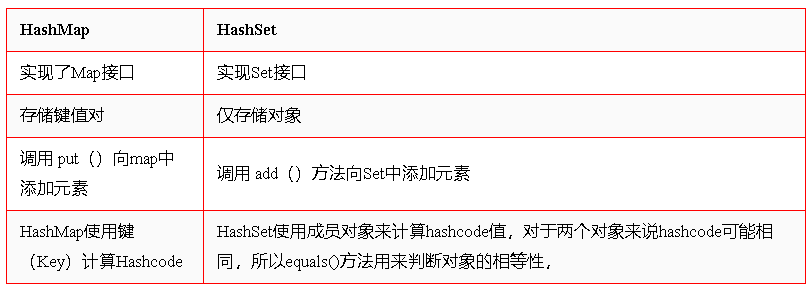 HashMap
HashSet
实现了Map接口
实现Set接口
存储键值对
仅存储对象
调用 put（）向map中
添加元素
调用 add（）方法向Set中添加元素
HashMap使用键
（Key）计算Hashcode
HashSet使用成员对象来计算hashcode值，对于两个对象来说hashcode可能相
同，所以equals()方法用来判断对象的相等性，